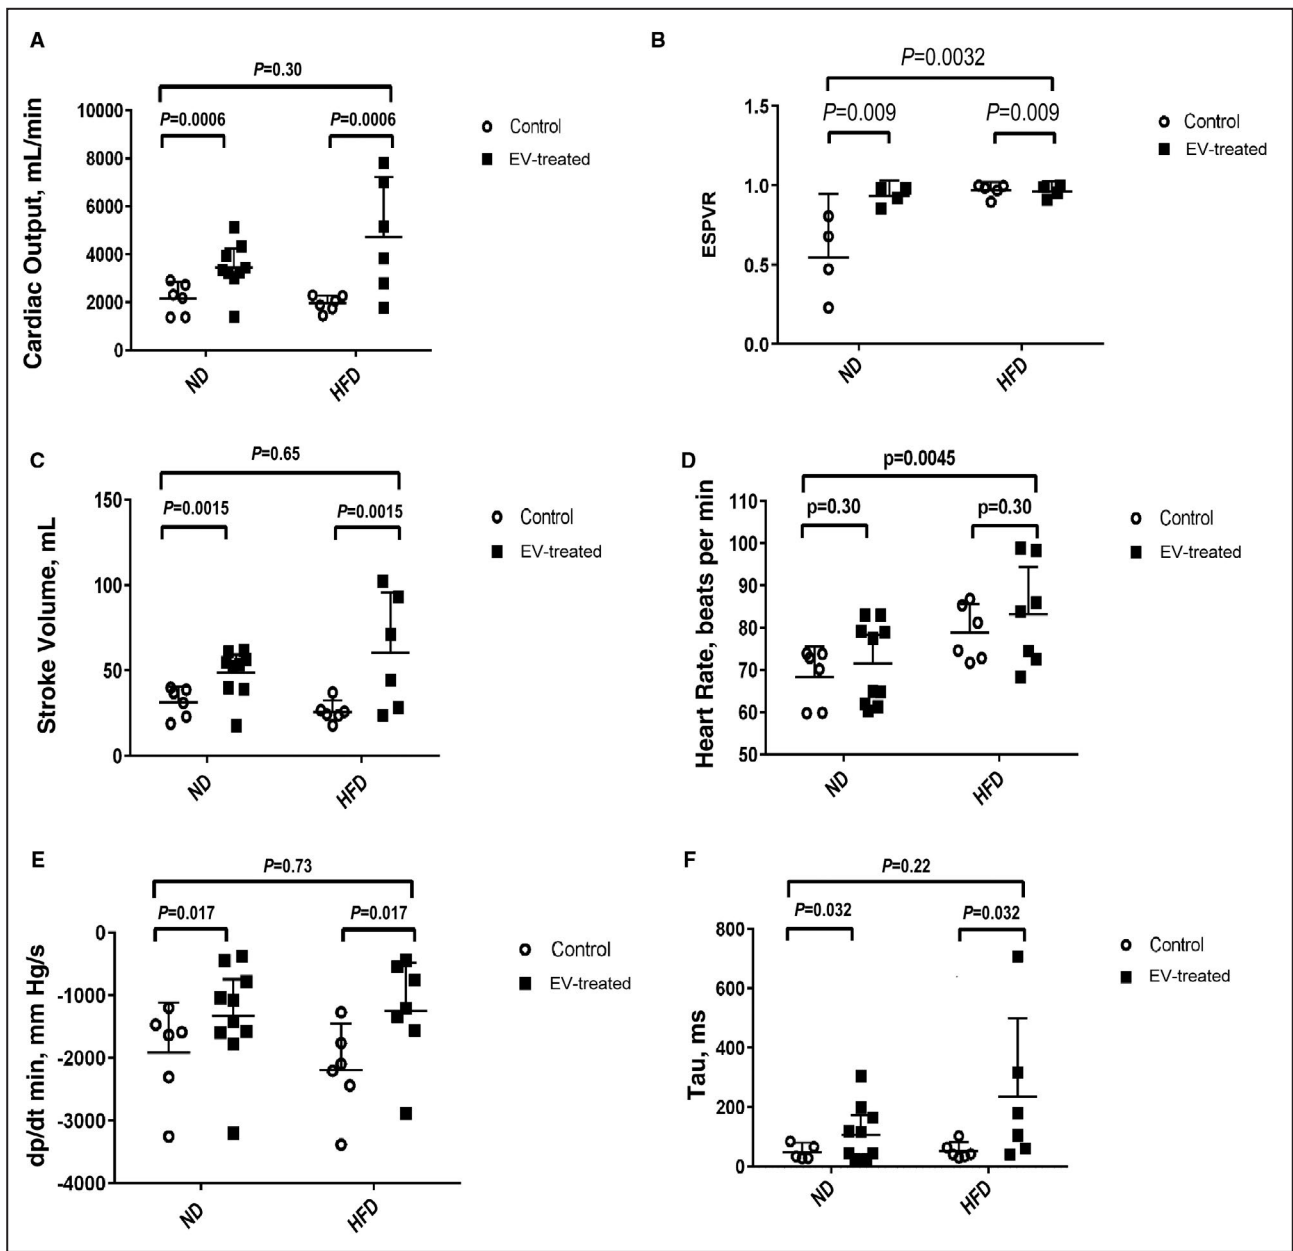 A
P=0.30
P=0.0006
P=0.0006
Cardiac Output, mL/min
10000
8000
6000
4000
2000
0
ND
HFD
Control
EV-treated
B
P=0.0032
P=0.009
P=0.009
ESPVR
1.5
1.0
0.5
0.0
ND
HFD
Control
EV-treated
C
P=0.65
P=0.0015
P=0.0015
Stroke Volume, mL
150
100
50
0
ND
HFD
Control
EV-treated
D
p=0.0045
p=0.30
p=0.30
Heart Rate, beats per min
110
100
90
80
70
60
50
ND
HFD
Control
EV-treated
E
P=0.73
P=0.017
P=0.017
dp/dt min, mm Hg/s
0
-1000
-2000
-3000
-4000
ND
HFD
Control
EV-treated
F
P=0.22
P=0.032
P=0.032
Tau, ms
800
600
400
200
0
ND
HFD
Control
EV-treated